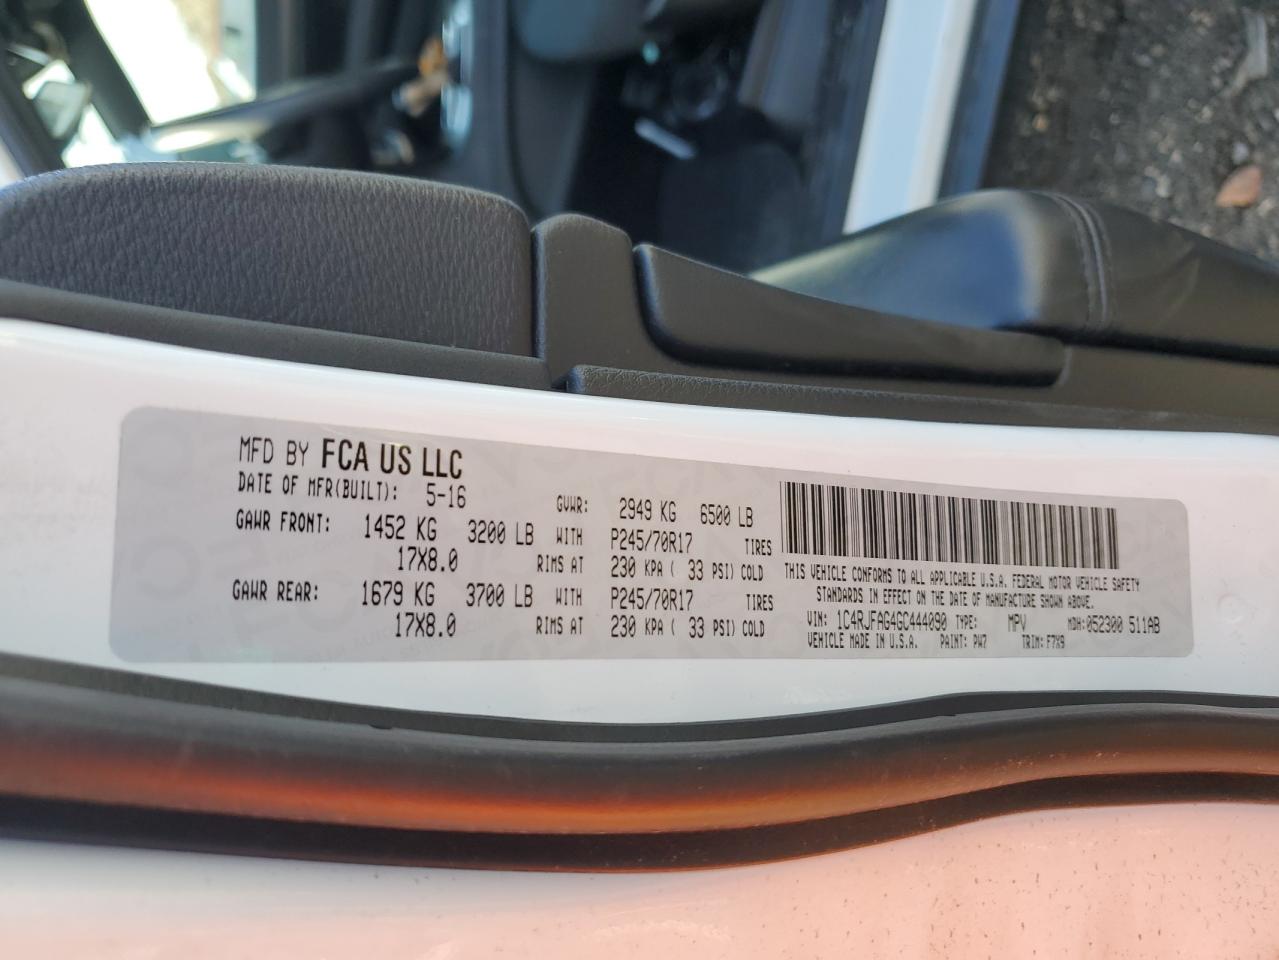 MFD BY FCA US LLC
DATE OF MFR(BUILT): 5-16 GVWR: 2949 KG 6500 LB
GAWR FRONT: 1452 KG 3200 LB WITH P245/70R17 TIRES
17X8.0 RIMS AT 230 KPA ( 33 PSI) COLD
GAWR REAR: 1679 KG 3700 LB WITH P245/70R17 TIRES
17X8.0 RIMS AT 230 KPA ( 33 PSI) COLD
THIS VEHICLE CONFORMS TO ALL APPLICABLE U.S.A. FEDERAL MOTOR VEHICLE SAFETY
STANDARDS IN EFFECT ON THE DATE OF MANUFACTURE SHOWN ABOVE.
VIN: 1C4RJFAG4GC444090 TYPE: MPV MDH: 052300 511AB
VEHICLE MADE IN U.S.A. PAINT: PW7 TRIM: F7X9